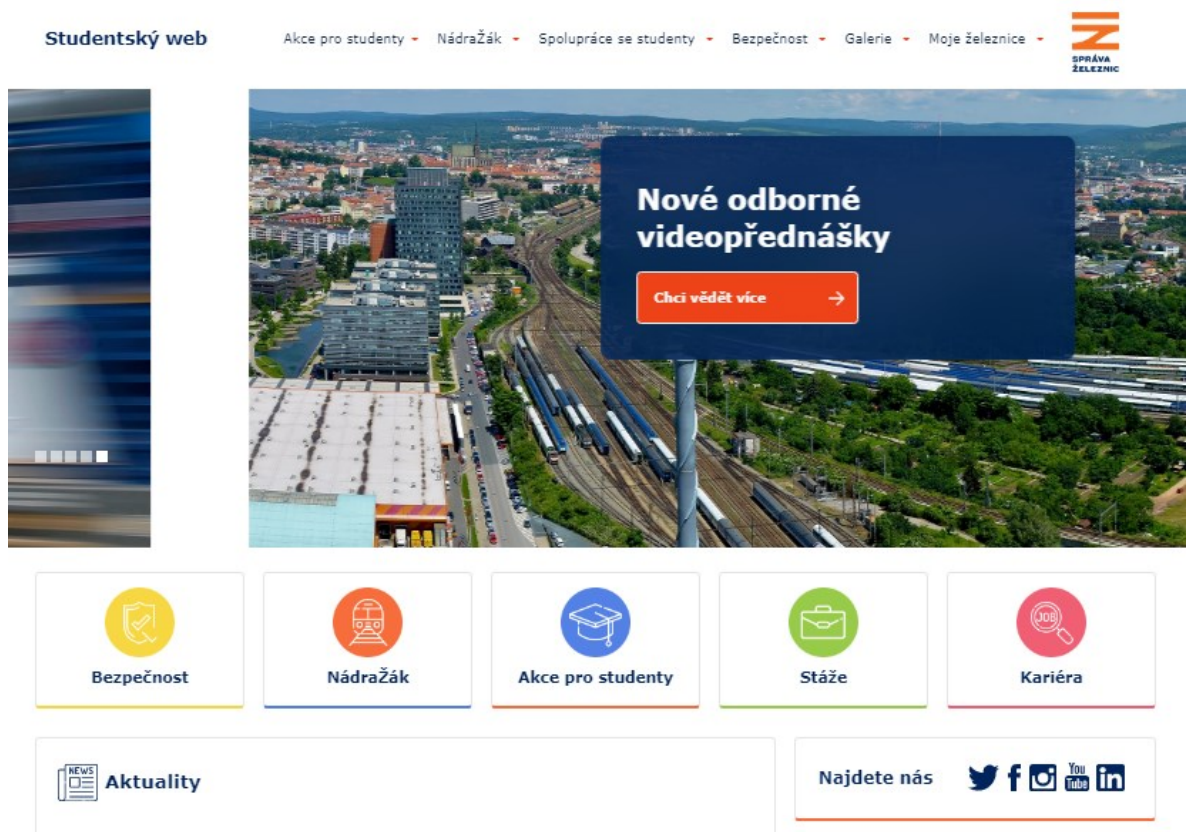 Studentský web
Akce pro studenty
NádraŽák
Spolupráce se studenty
Bezpečnost
Galerie
Moje železnice
SPRÁVA
ŽELEZNIC
Nové odborné
videopřednášky
Chci vědět více
Bezpečnost
NádraŽák
Akce pro studenty
Stáže
JOB
Kariéra
NEWS
Aktuality
Najdete nás
You
Tube
in